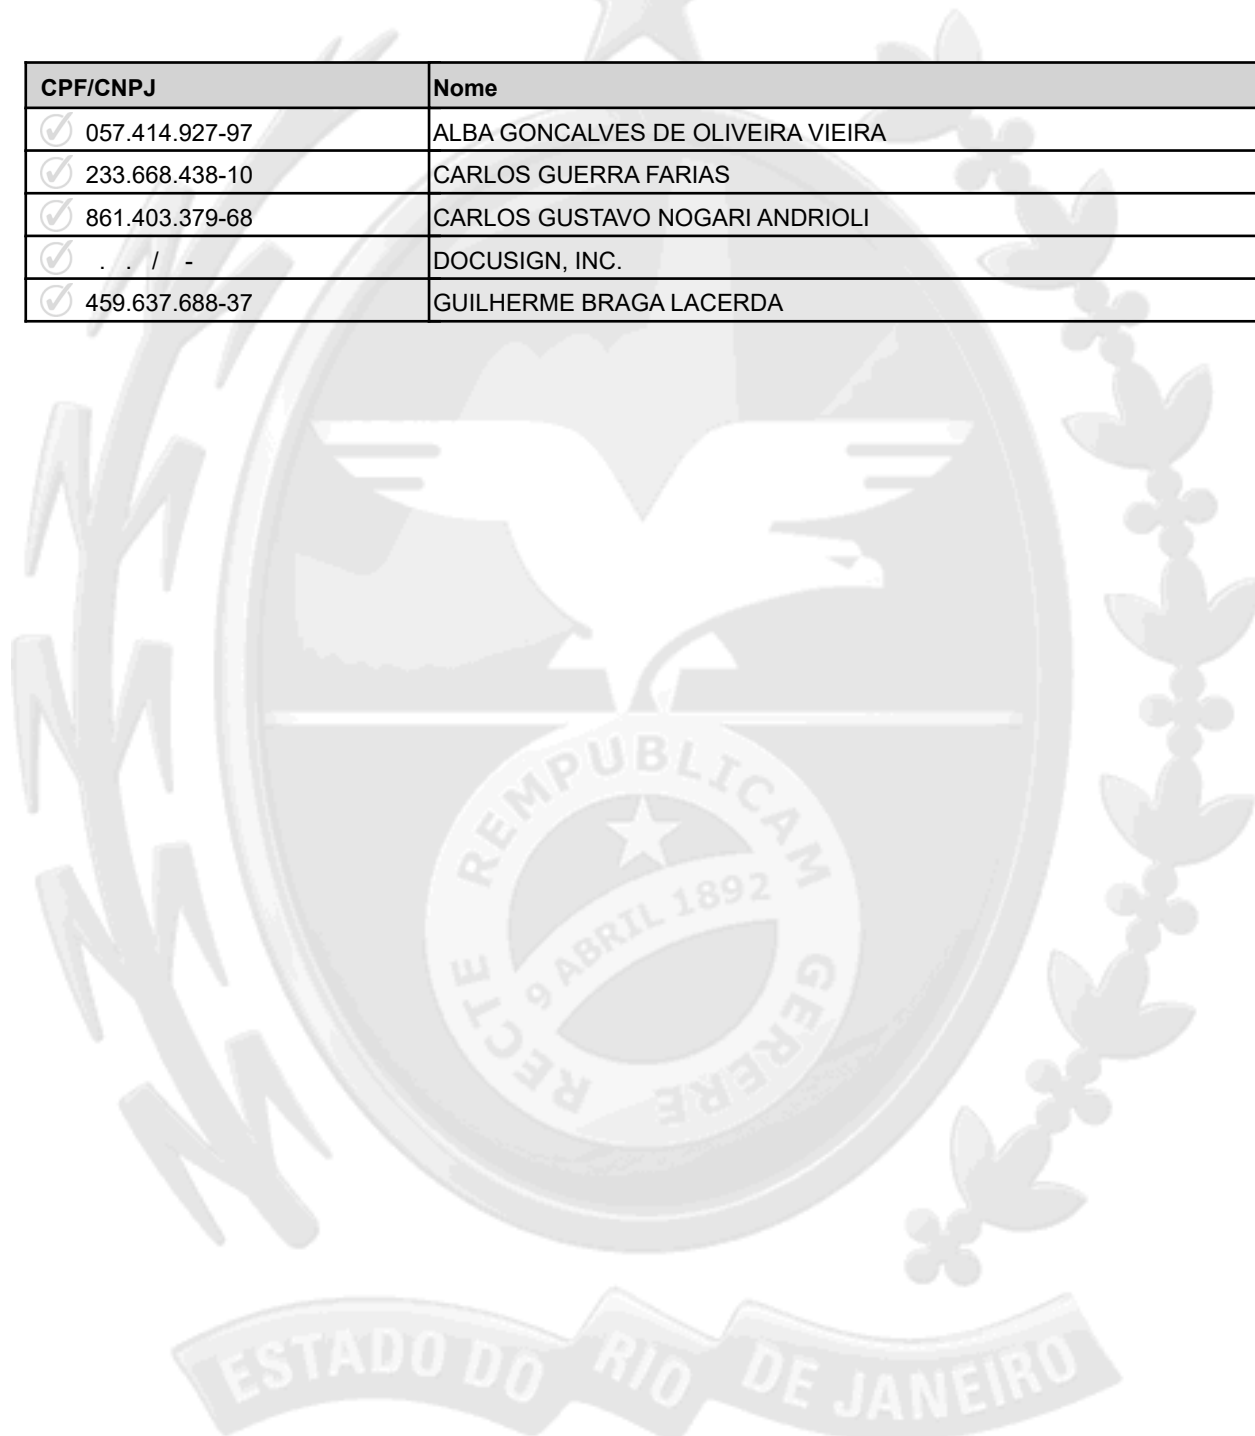 CPF/CNPJ Nome
057.414.927-97 ALBA GONCALVES DE OLIVEIRA VIEIRA
233.668.438-10 CARLOS GUERRA FARIAS
861.403.379-68 CARLOS GUSTAVO NOGARI ANDRIOLI
. . / - DOCUSIGN, INC.
459.637.688-37 GUILHERME BRAGA LACERDA
RECTE REMPUBLICAM GERERE
9 ABRIL 1892
ESTADO DO RIO DE JANEIRO